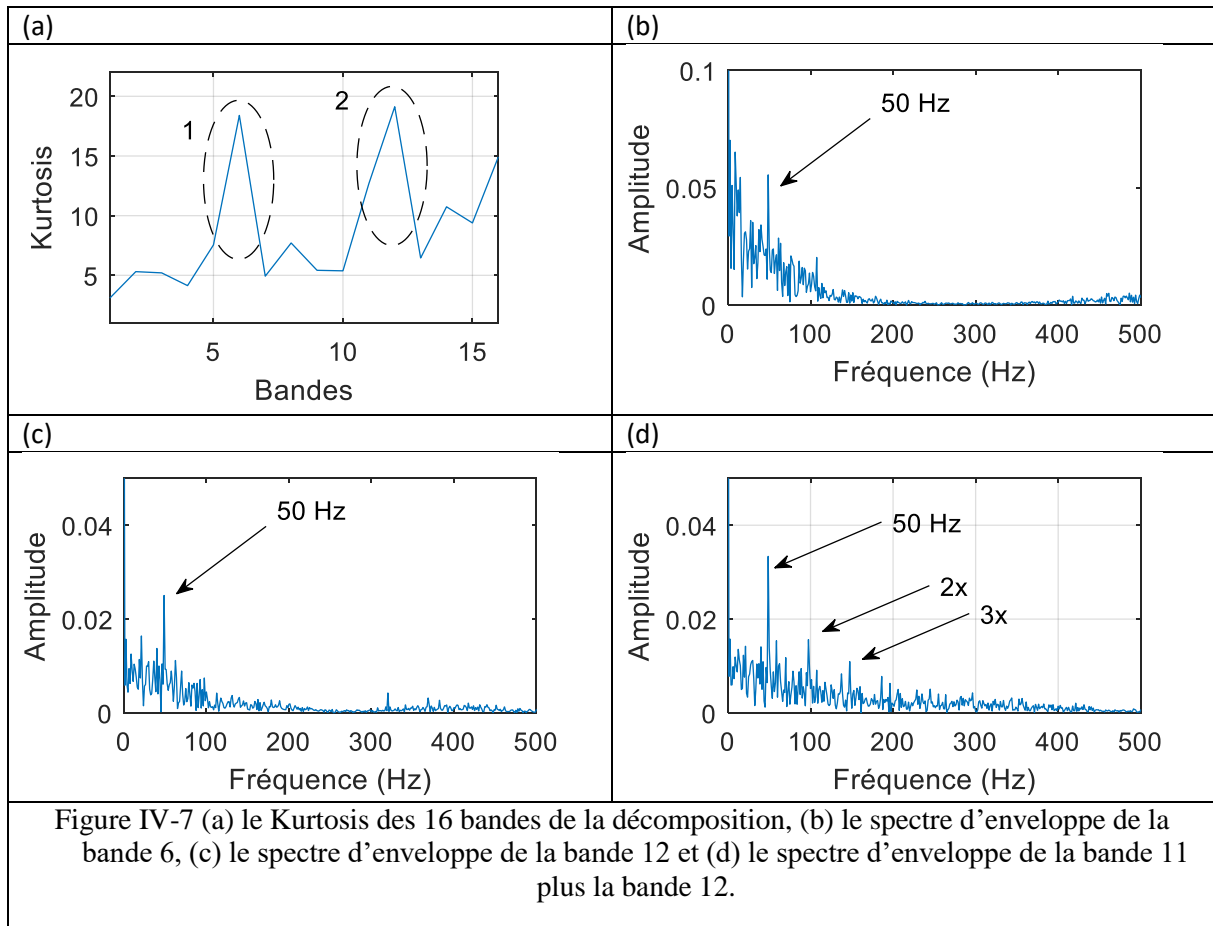 (a)
20
15
10
5
5
10
15
1
2
Kurtosis
Bandes
(b)
0.1
0.05
0
0
100
200
300
400
500
50 Hz
Amplitude
Fréquence (Hz)
(c)
0.04
0.02
0
0
100
200
300
400
500
50 Hz
Amplitude
Fréquence (Hz)
(d)
0.04
0.02
0
0
100
200
300
400
500
50 Hz
2x
3x
Amplitude
Fréquence (Hz)
Figure IV-7 (a) le Kurtosis des 16 bandes de la décomposition, (b) le spectre d’enveloppe de la
bande 6, (c) le spectre d’enveloppe de la bande 12 et (d) le spectre d’enveloppe de la bande 11
plus la bande 12.